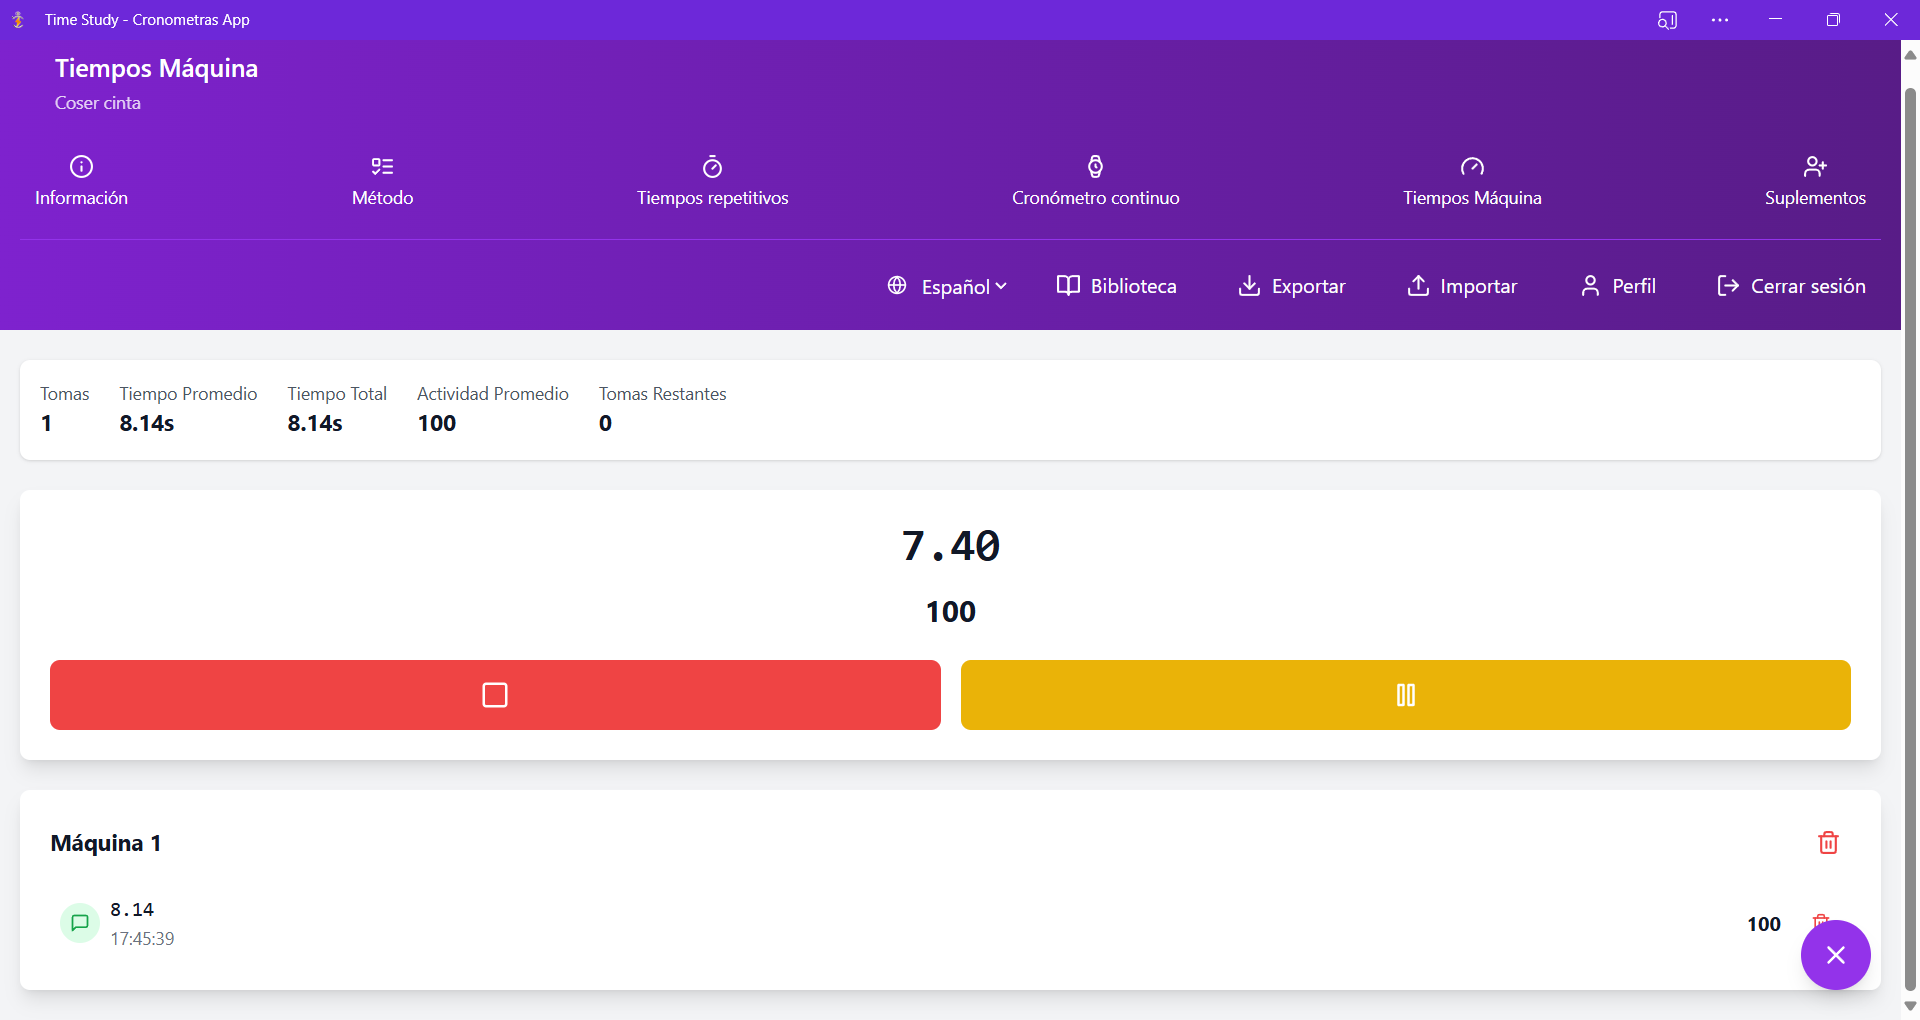 Time Study - Cronometras App
Tiempos Máquina
Coser cinta
Información
Método
Tiempos repetitivos
Cronómetro continuo
Tiempos Máquina
Suplementos
Español
Biblioteca
Exportar
Importar
Perfil
Cerrar sesión
Tomas
1
Tiempo Promedio
8.14s
Tiempo Total
8.14s
Actividad Promedio
100
Tomas Restantes
0
7.40
100
Máquina 1
8.14
17:45:39
100